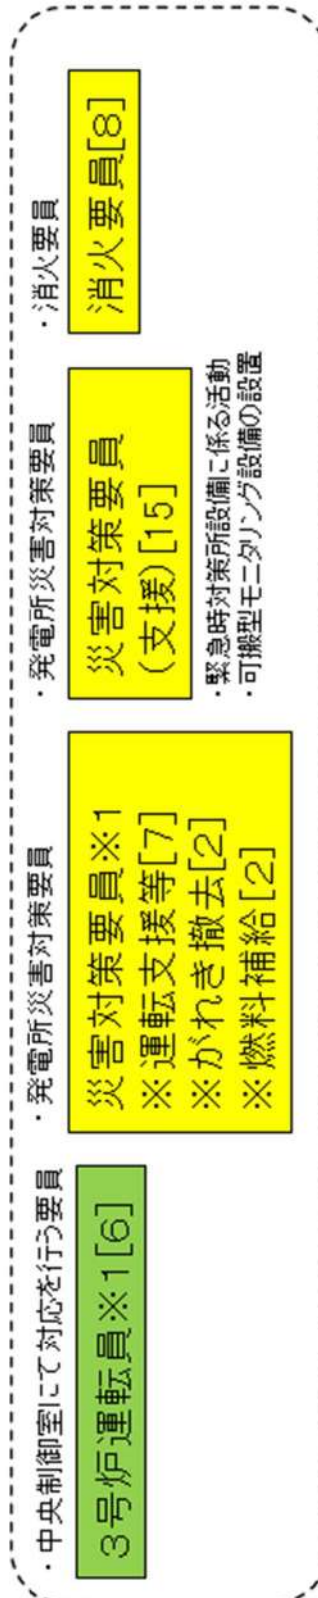 ・中央制御室にて対応を行う要員
3号炉運転員※1[6]
・発電所災害対策要員
災害対策要員※1
※運転支援等[7]
※がれき撤去[2]
※燃料補給[2]
・発電所災害対策要員
災害対策要員
(支援)[15]
・緊急時対策所設備に係る活動
・可搬型モニタリング設備の設置
・消火要員
消火要員[8]